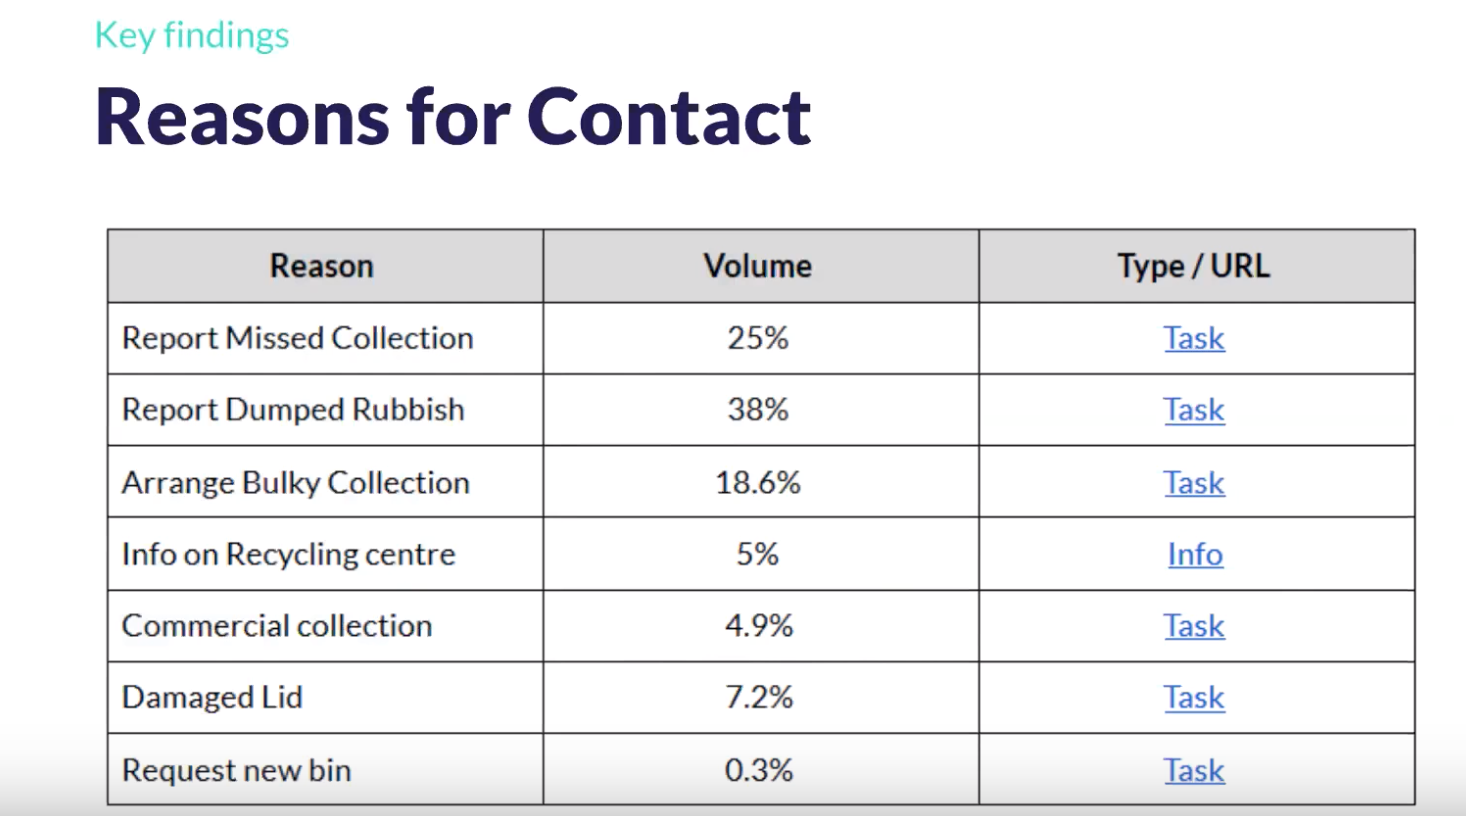 Key findings
Reasons for Contact
Reason Volume Type / URL
Report Missed Collection 25% Task
Report Dumped Rubbish 38% Task
Arrange Bulky Collection 18.6% Task
Info on Recycling centre 5% Info
Commercial collection 4.9% Task
Damaged Lid 7.2% Task
Request new bin 0.3% Task